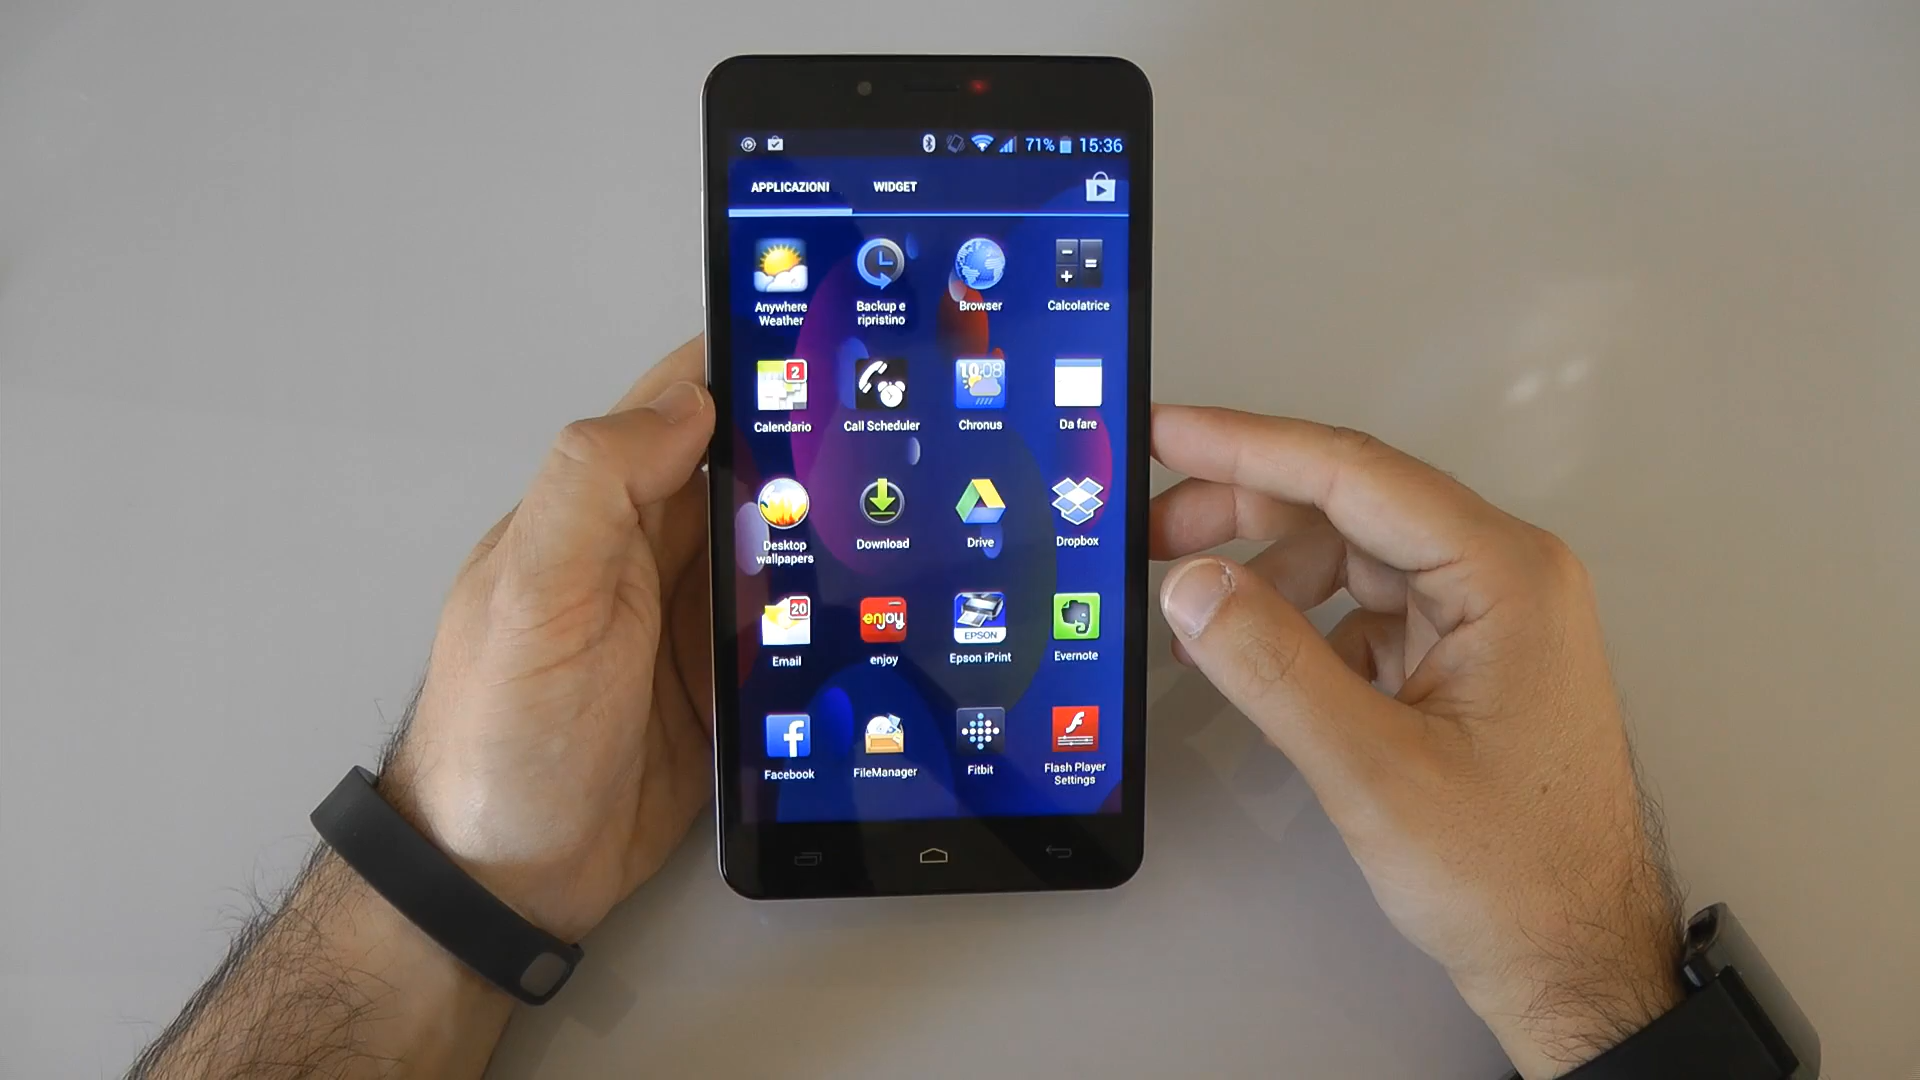 71% 15:36
APPLICAZIONI WIDGET
Anywhere
Weather
Backup e
ripristino
Browser
Calcolatrice
2
Calendario
Call Scheduler
10:08
Chronus
Da fare
Desktop
wallpapers
Download
Drive
Dropbox
20
Email
enjoy
enjoy
EPSON
Epson iPrint
Evernote
Facebook
FileManager
Fitbit
Flash Player
Settings